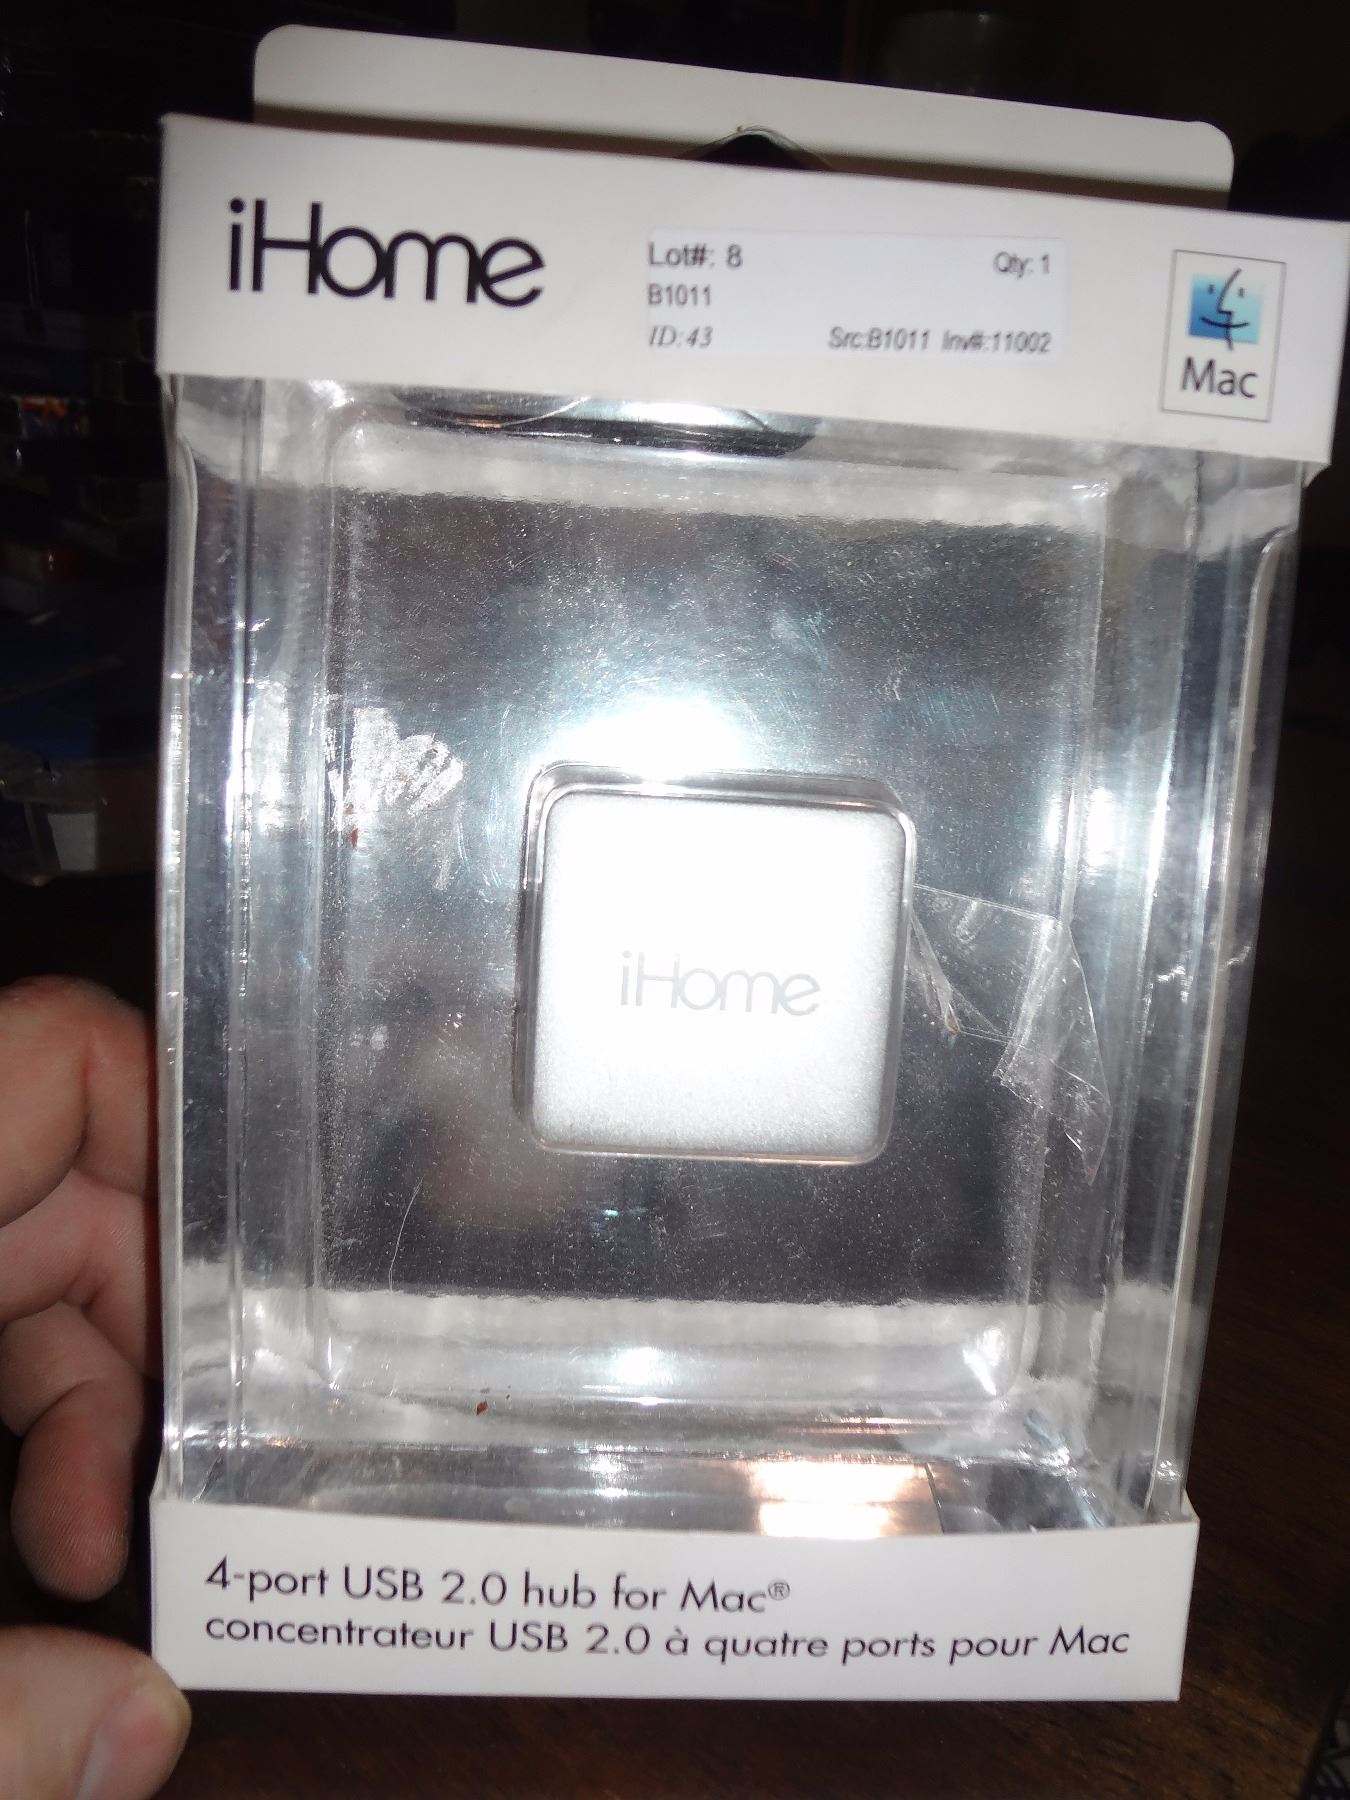 iHome
Lot#: 8 Qty: 1
B1011
ID:43 Src:B1011 Inv#:11002
Mac
iHome
4-port USB 2.0 hub for Mac®
concentrateur USB 2.0 à quatre ports pour Mac